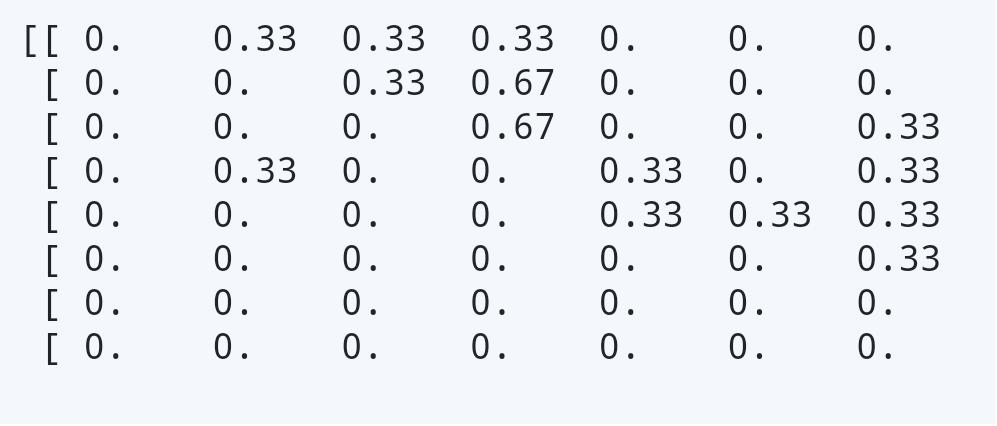 [[ 0.    0.33  0.33  0.33  0.    0.    0.
 [ 0.    0.    0.33  0.67  0.    0.    0.
 [ 0.    0.    0.    0.67  0.    0.    0.33
 [ 0.    0.33  0.    0.    0.33  0.    0.33
 [ 0.    0.    0.    0.    0.33  0.33  0.33
 [ 0.    0.    0.    0.    0.    0.    0.33
 [ 0.    0.    0.    0.    0.    0.    0.
 [ 0.    0.    0.    0.    0.    0.    0.